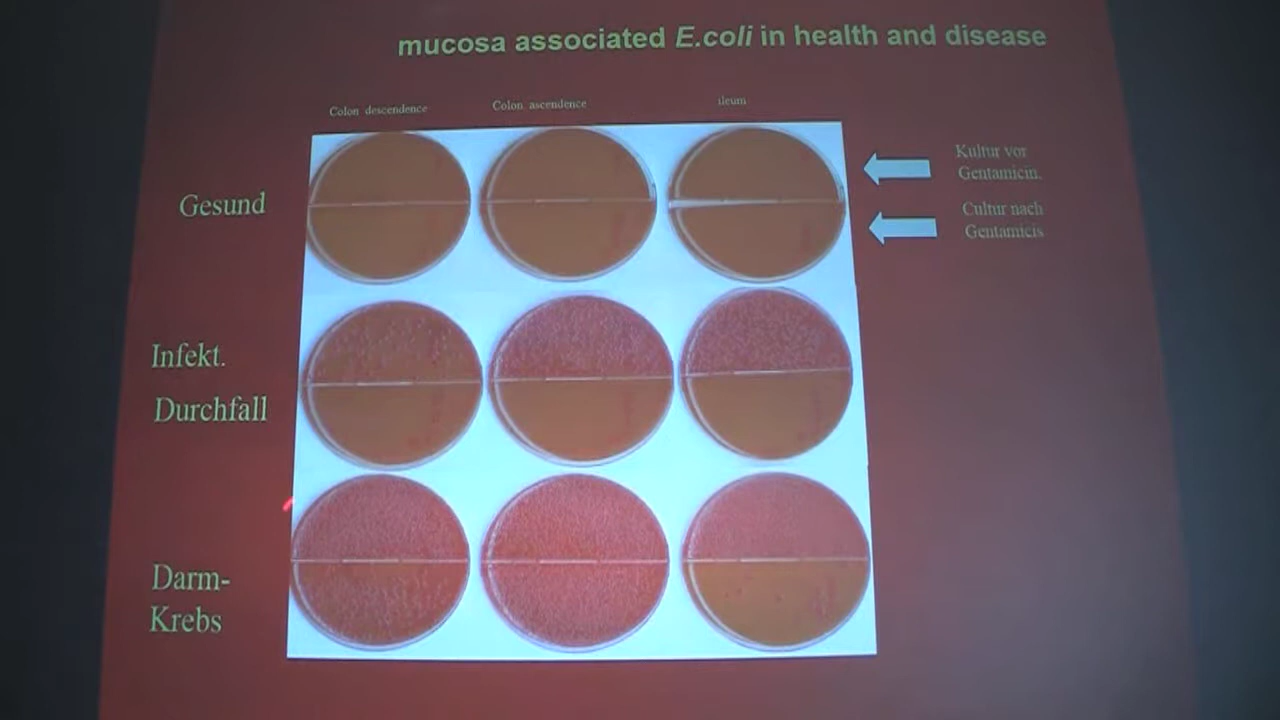 mucosa associated E.coli in health and disease
Colon descendence
Colon ascendence
ileum
Kultur vor
Gentamicin.
Gesund
Cultur nach
Gentamicis
Infekt.
Durchfall
Darm-
Krebs